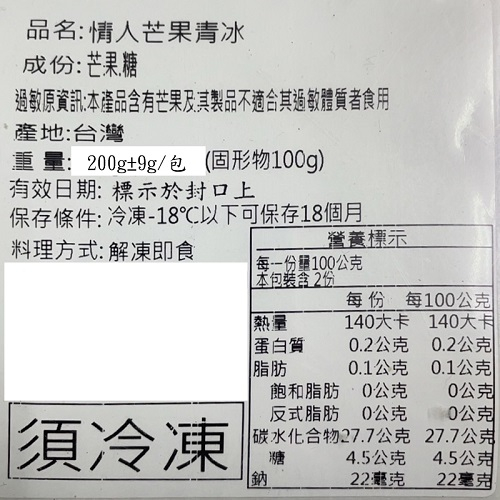 品名:情人芒果青冰
成份:芒果,糖
過敏原資訊:本產品含有芒果及其製品不適合其過敏體質者食用
產地:台灣
重量: 200g±9g/包 (固形物100g)
有效日期: 標示於封口上
保存條件: 冷凍-18℃以下可保存18個月
料理方式: 解凍即食
須冷凍
營養標示
每一份量100公克
本包裝含 2份
每份 每100公克
熱量 140大卡 140大卡
蛋白質 0.2公克 0.2公克
脂肪 0.1公克 0.1公克
飽和脂肪 0公克 0公克
反式脂肪 0公克 0公克
碳水化合物 27.7公克 27.7公克
糖 4.5公克 4.5公克
鈉 22毫克 22毫克